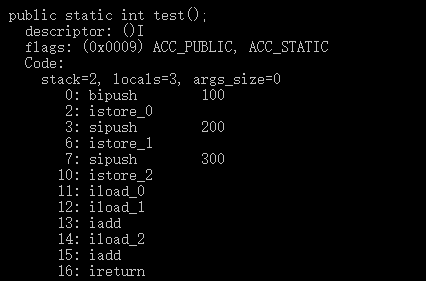 public static int test();
  descriptor: ()I
  flags: (0x0009) ACC_PUBLIC, ACC_STATIC
  Code:
    stack=2, locals=3, args_size=0
       0: bipush        100
       2: istore_0
       3: sipush        200
       6: istore_1
       7: sipush        300
      10: istore_2
      11: iload_0
      12: iload_1
      13: iadd
      14: iload_2
      15: iadd
      16: ireturn